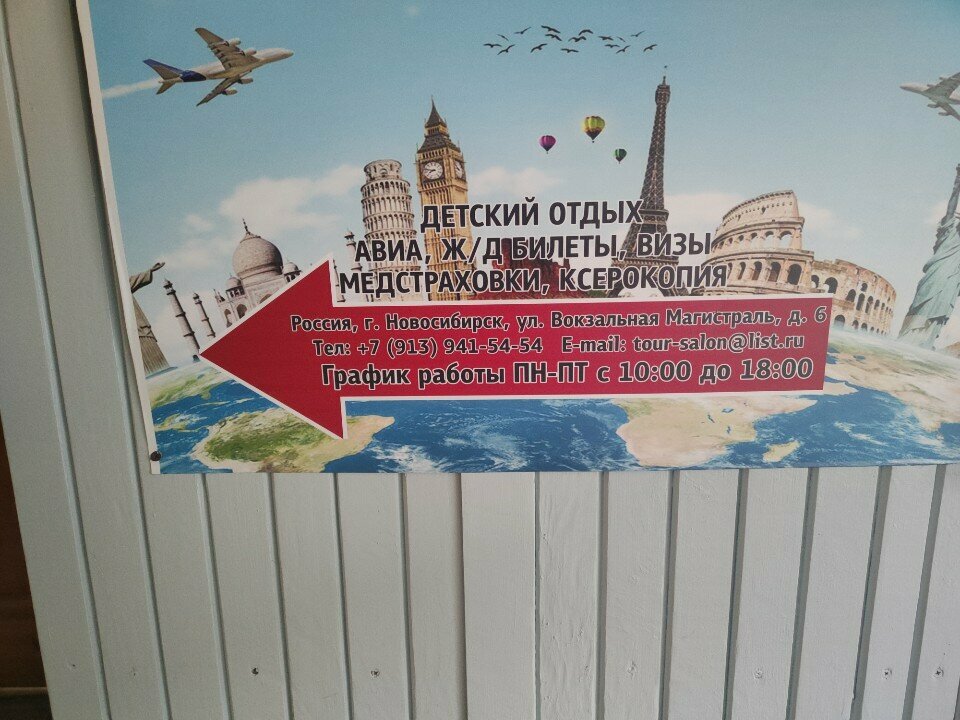 ДЕТСКИЙ ОТДЫХ
АВИА, Ж/Д БИЛЕТЫ, ВИЗЫ
МЕДСТРАХОВКИ, КСЕРОКОПИЯ
Россия, г. Новосибирск, ул. Вокзальная Магистраль, д. 6
Тел: +7 (913) 941-54-54 E-mail: tour-salon@list.ru
График работы ПН-ПТ с 10:00 до 18:00